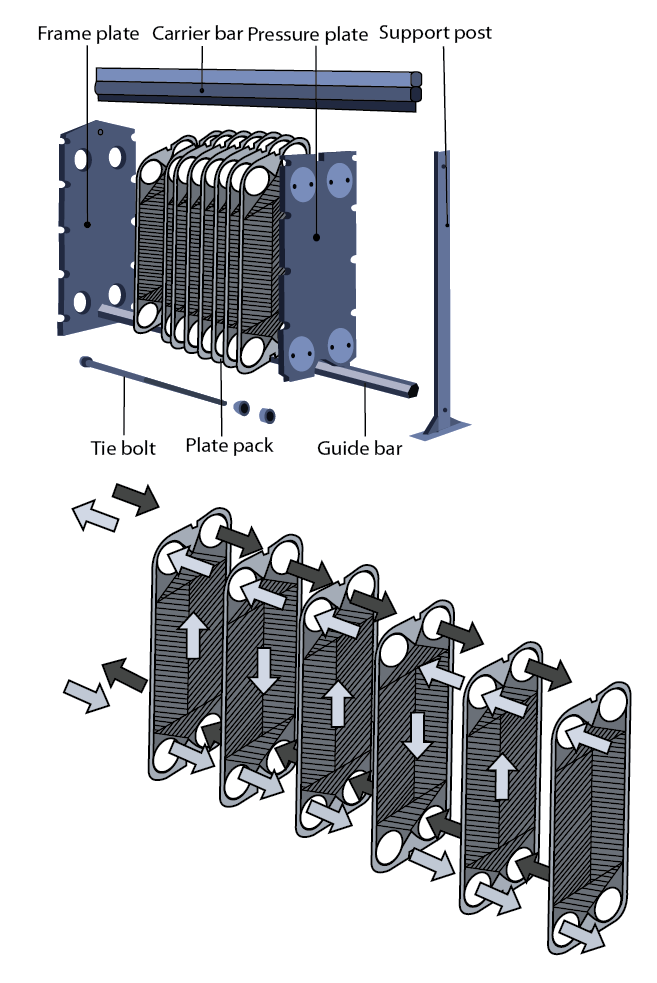 Frame plate Carrier bar Pressure plate Support post
Tie bolt Plate pack Guide bar